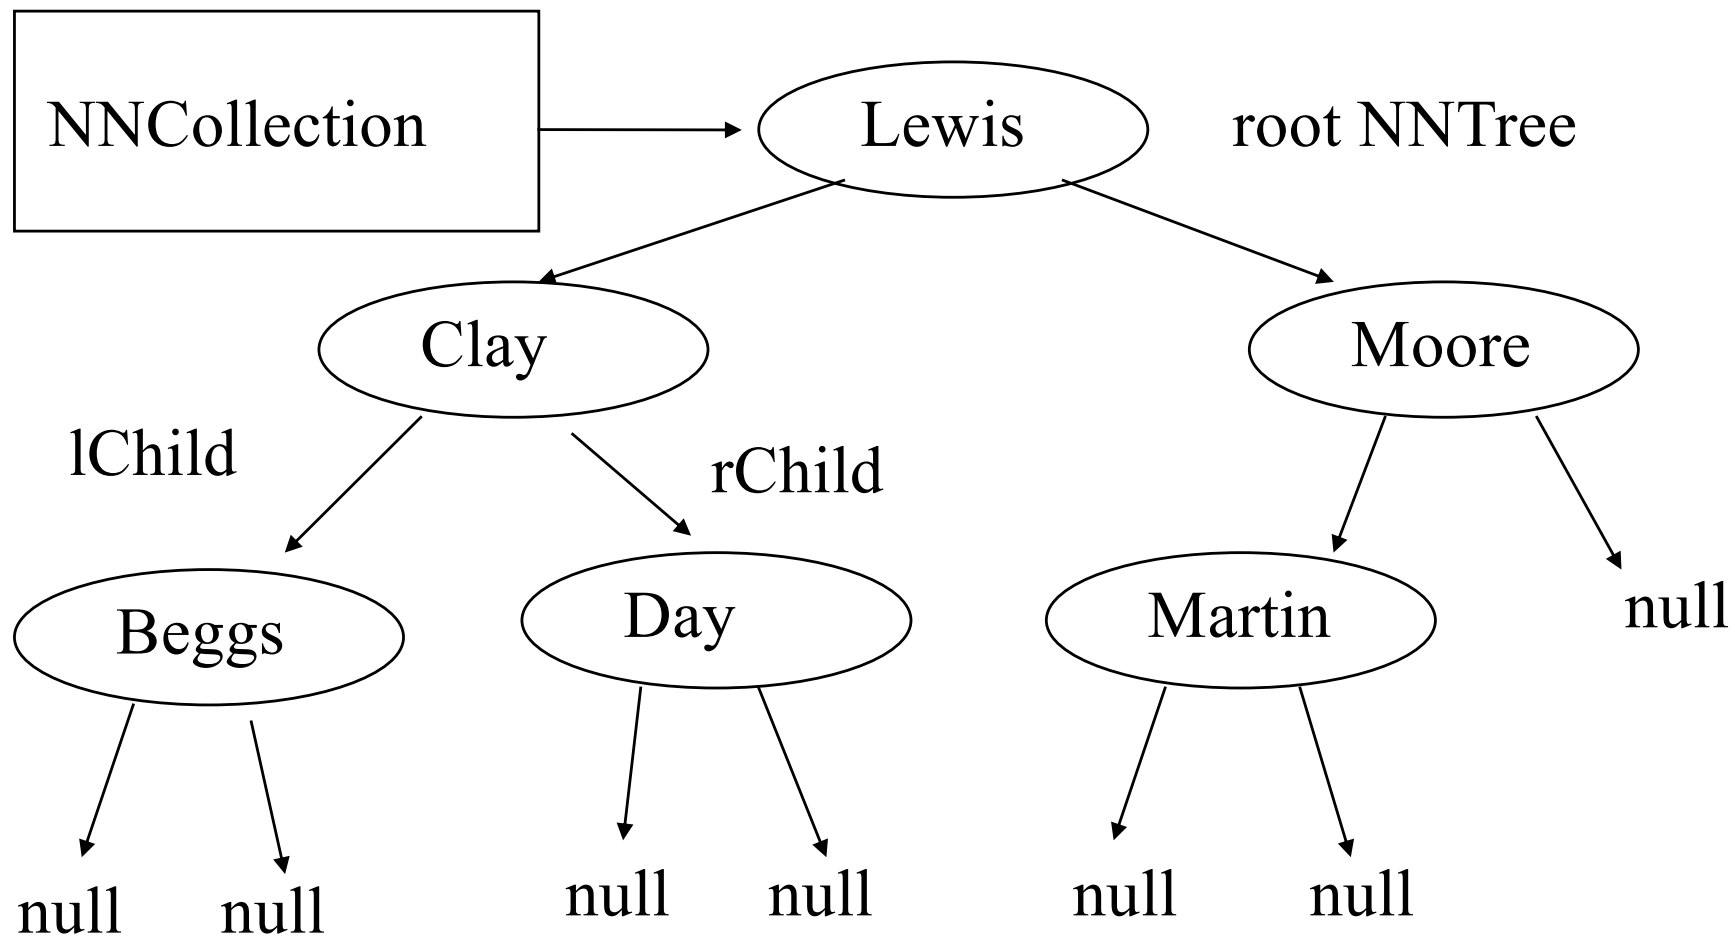 NNCollection
Lewis
root NNTree
Clay
Moore
lChild
rChild
Beggs
Day
Martin
null
null
null
null
null
null
null